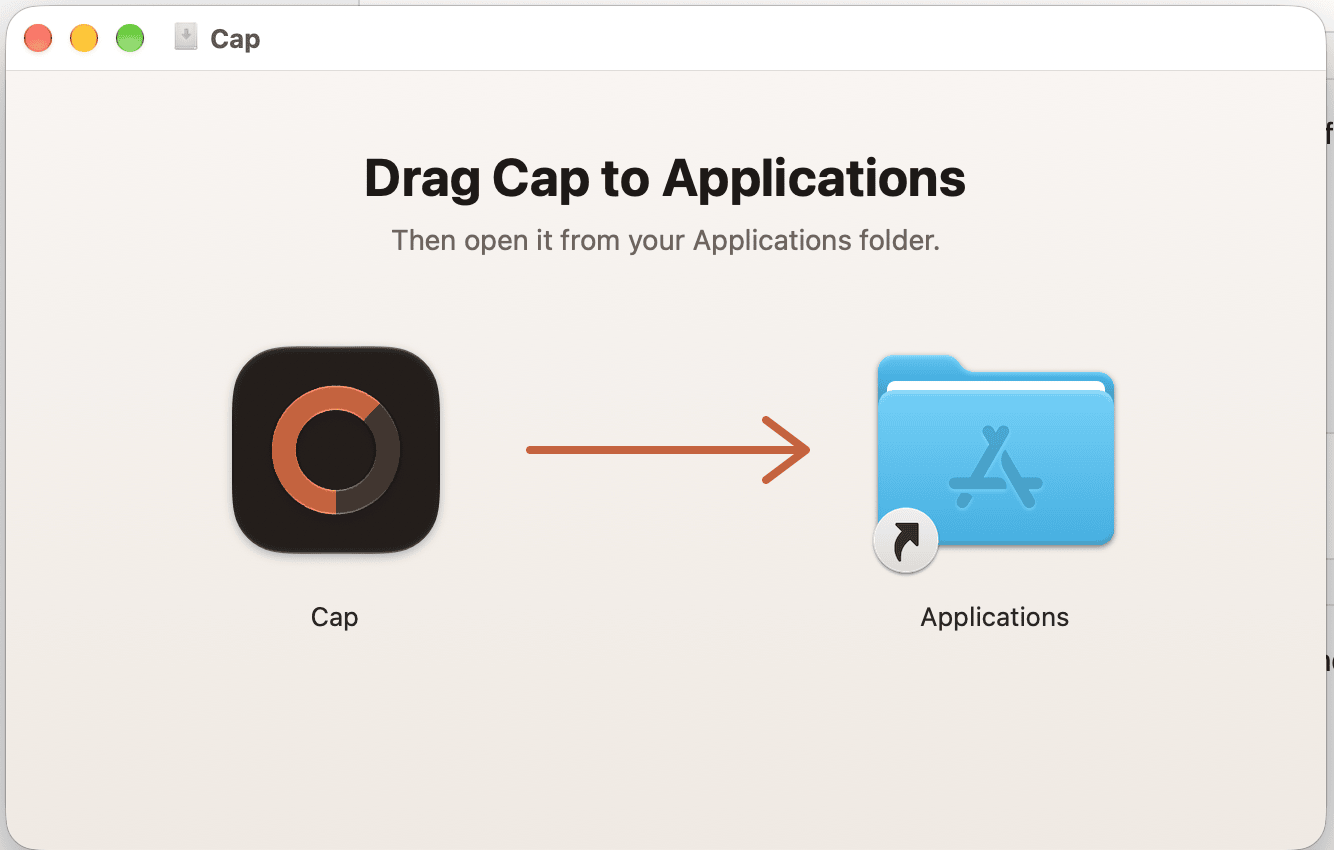 Cap
Drag Cap to Applications
Then open it from your Applications folder.
Cap
Applications